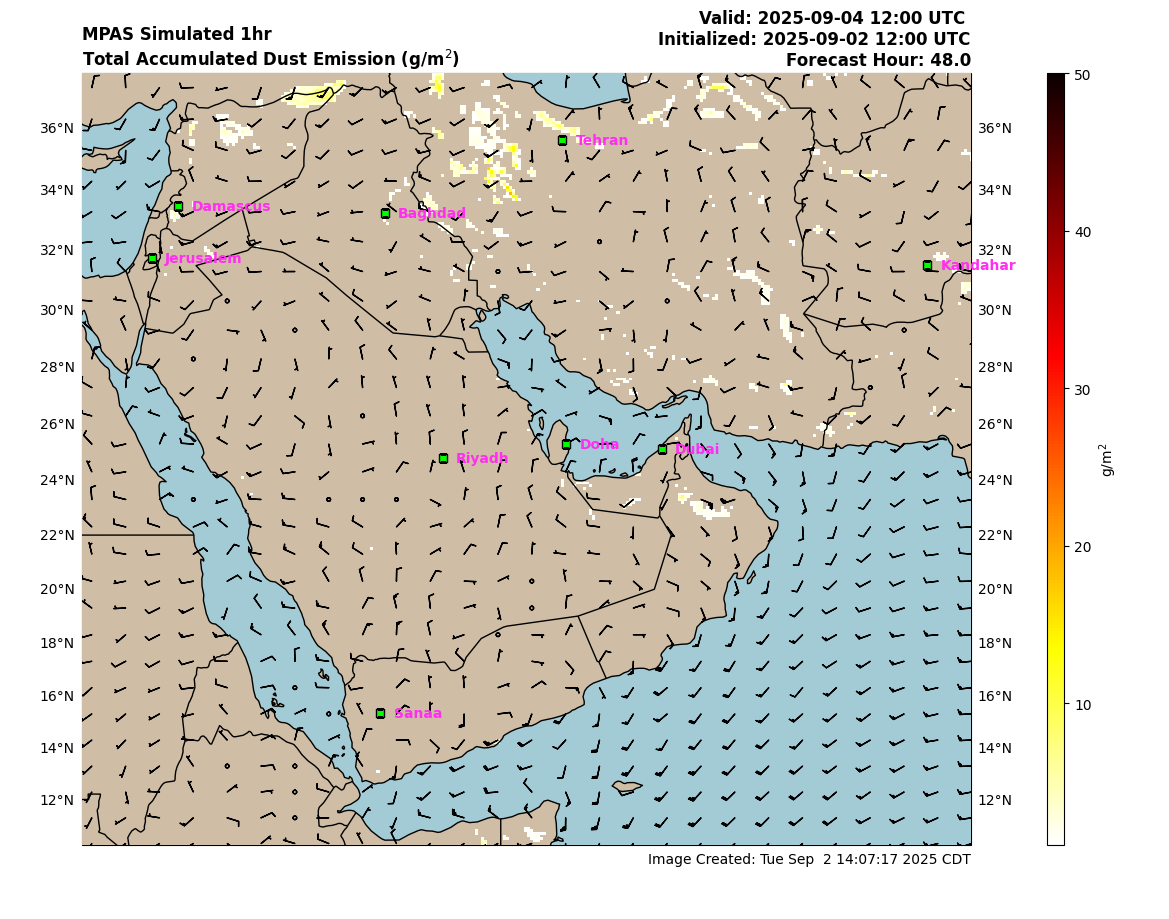 MPAS Simulated 1hr
Total Accumulated Dust Emission (g/m²)
Valid: 2025-09-04 12:00 UTC
Initialized: 2025-09-02 12:00 UTC
Forecast Hour: 48.0
36°N
34°N
32°N
30°N
28°N
26°N
24°N
22°N
20°N
18°N
16°N
14°N
12°N
Tehran
Damascus
Baghdad
Jerusalem
Kandahar
Doha
Dubai
Riyadh
Sanaa
36°N
34°N
32°N
30°N
28°N
26°N
24°N
22°N
20°N
18°N
16°N
14°N
12°N
50
40
30
20
10
g/m²
Image Created: Tue Sep  2 14:07:17 2025 CDT